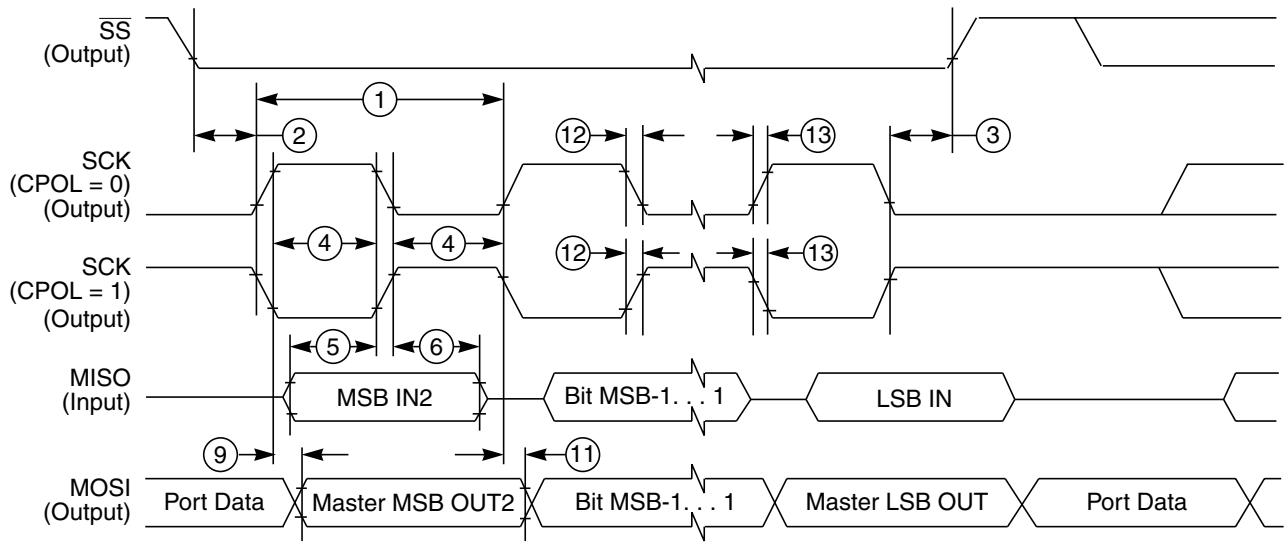 SS
(Output)
1
2
12
13
3
SCK
(CPOL = 0)
(Output)
4
4
12
13
SCK
(CPOL = 1)
(Output)
5
6
MISO
(Input)
MSB IN2
Bit MSB-1. . . 1
LSB IN
9
11
MOSI
(Output)
Port Data
Master MSB OUT2
Bit MSB-1. . . 1
Master LSB OUT
Port Data